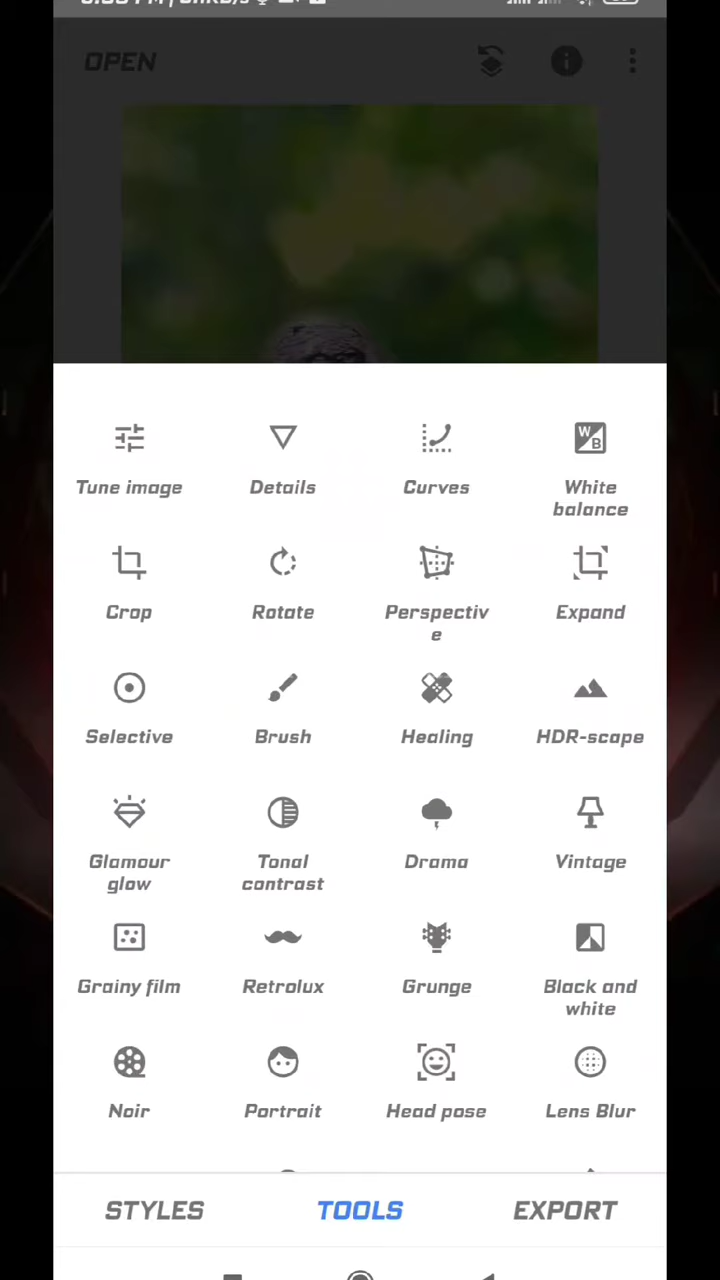 OPEN
Tune image
Details
Curves
White
balance
WB
Crop
Rotate
Perspectiv
e
Expand
Selective
Brush
Healing
HDR-scape
Glamour
glow
Tonal
contrast
Drama
Vintage
Grainy film
Retrolux
Grunge
Black and
white
Noir
Portrait
Head pose
Lens Blur
STYLES
TOOLS
EXPORT